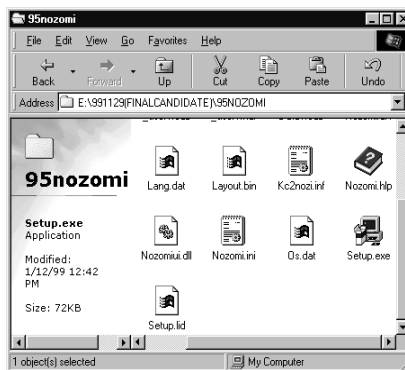 95nozomi
File Edit View Go Favorites Help
Back Forward Up Cut Copy Paste Undo
Address E:\991129(FINALCANDIDATE)\95NOZOMI
95nozomi
Setup.exe
Application
Modified:
1/12/99 12:42
PM
Size: 72KB
Lang.dat Layout.bin Kc2nozi.inf Nozomi.hlp
Nozomiui.dll Nozomi.ini Os.dat Setup.exe
Setup.lid
1 object(s) selected My Computer